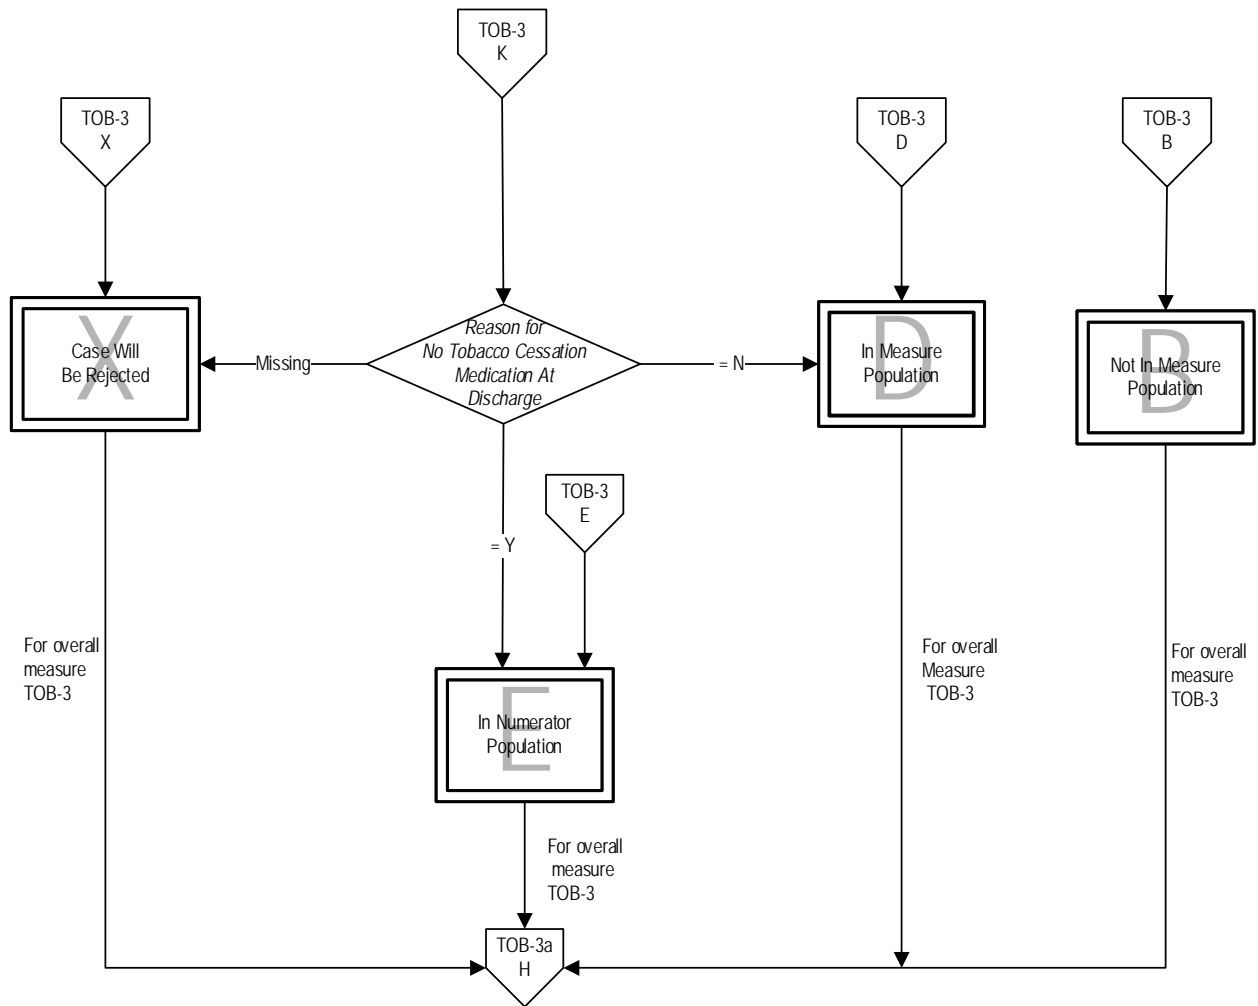 TOB-3
K
TOB-3
X
TOB-3
D
TOB-3
B
X
Case Will
Be Rejected
Missing
Reason for
No Tobacco Cessation
Medication At
Discharge
= N
D
In Measure
Population
B
Not In Measure
Population
= Y
TOB-3
E
For overall
measure
TOB-3
E
In Numerator
Population
For overall
Measure
TOB-3
For overall
measure
TOB-3
For overall
measure
TOB-3
TOB-3a
H